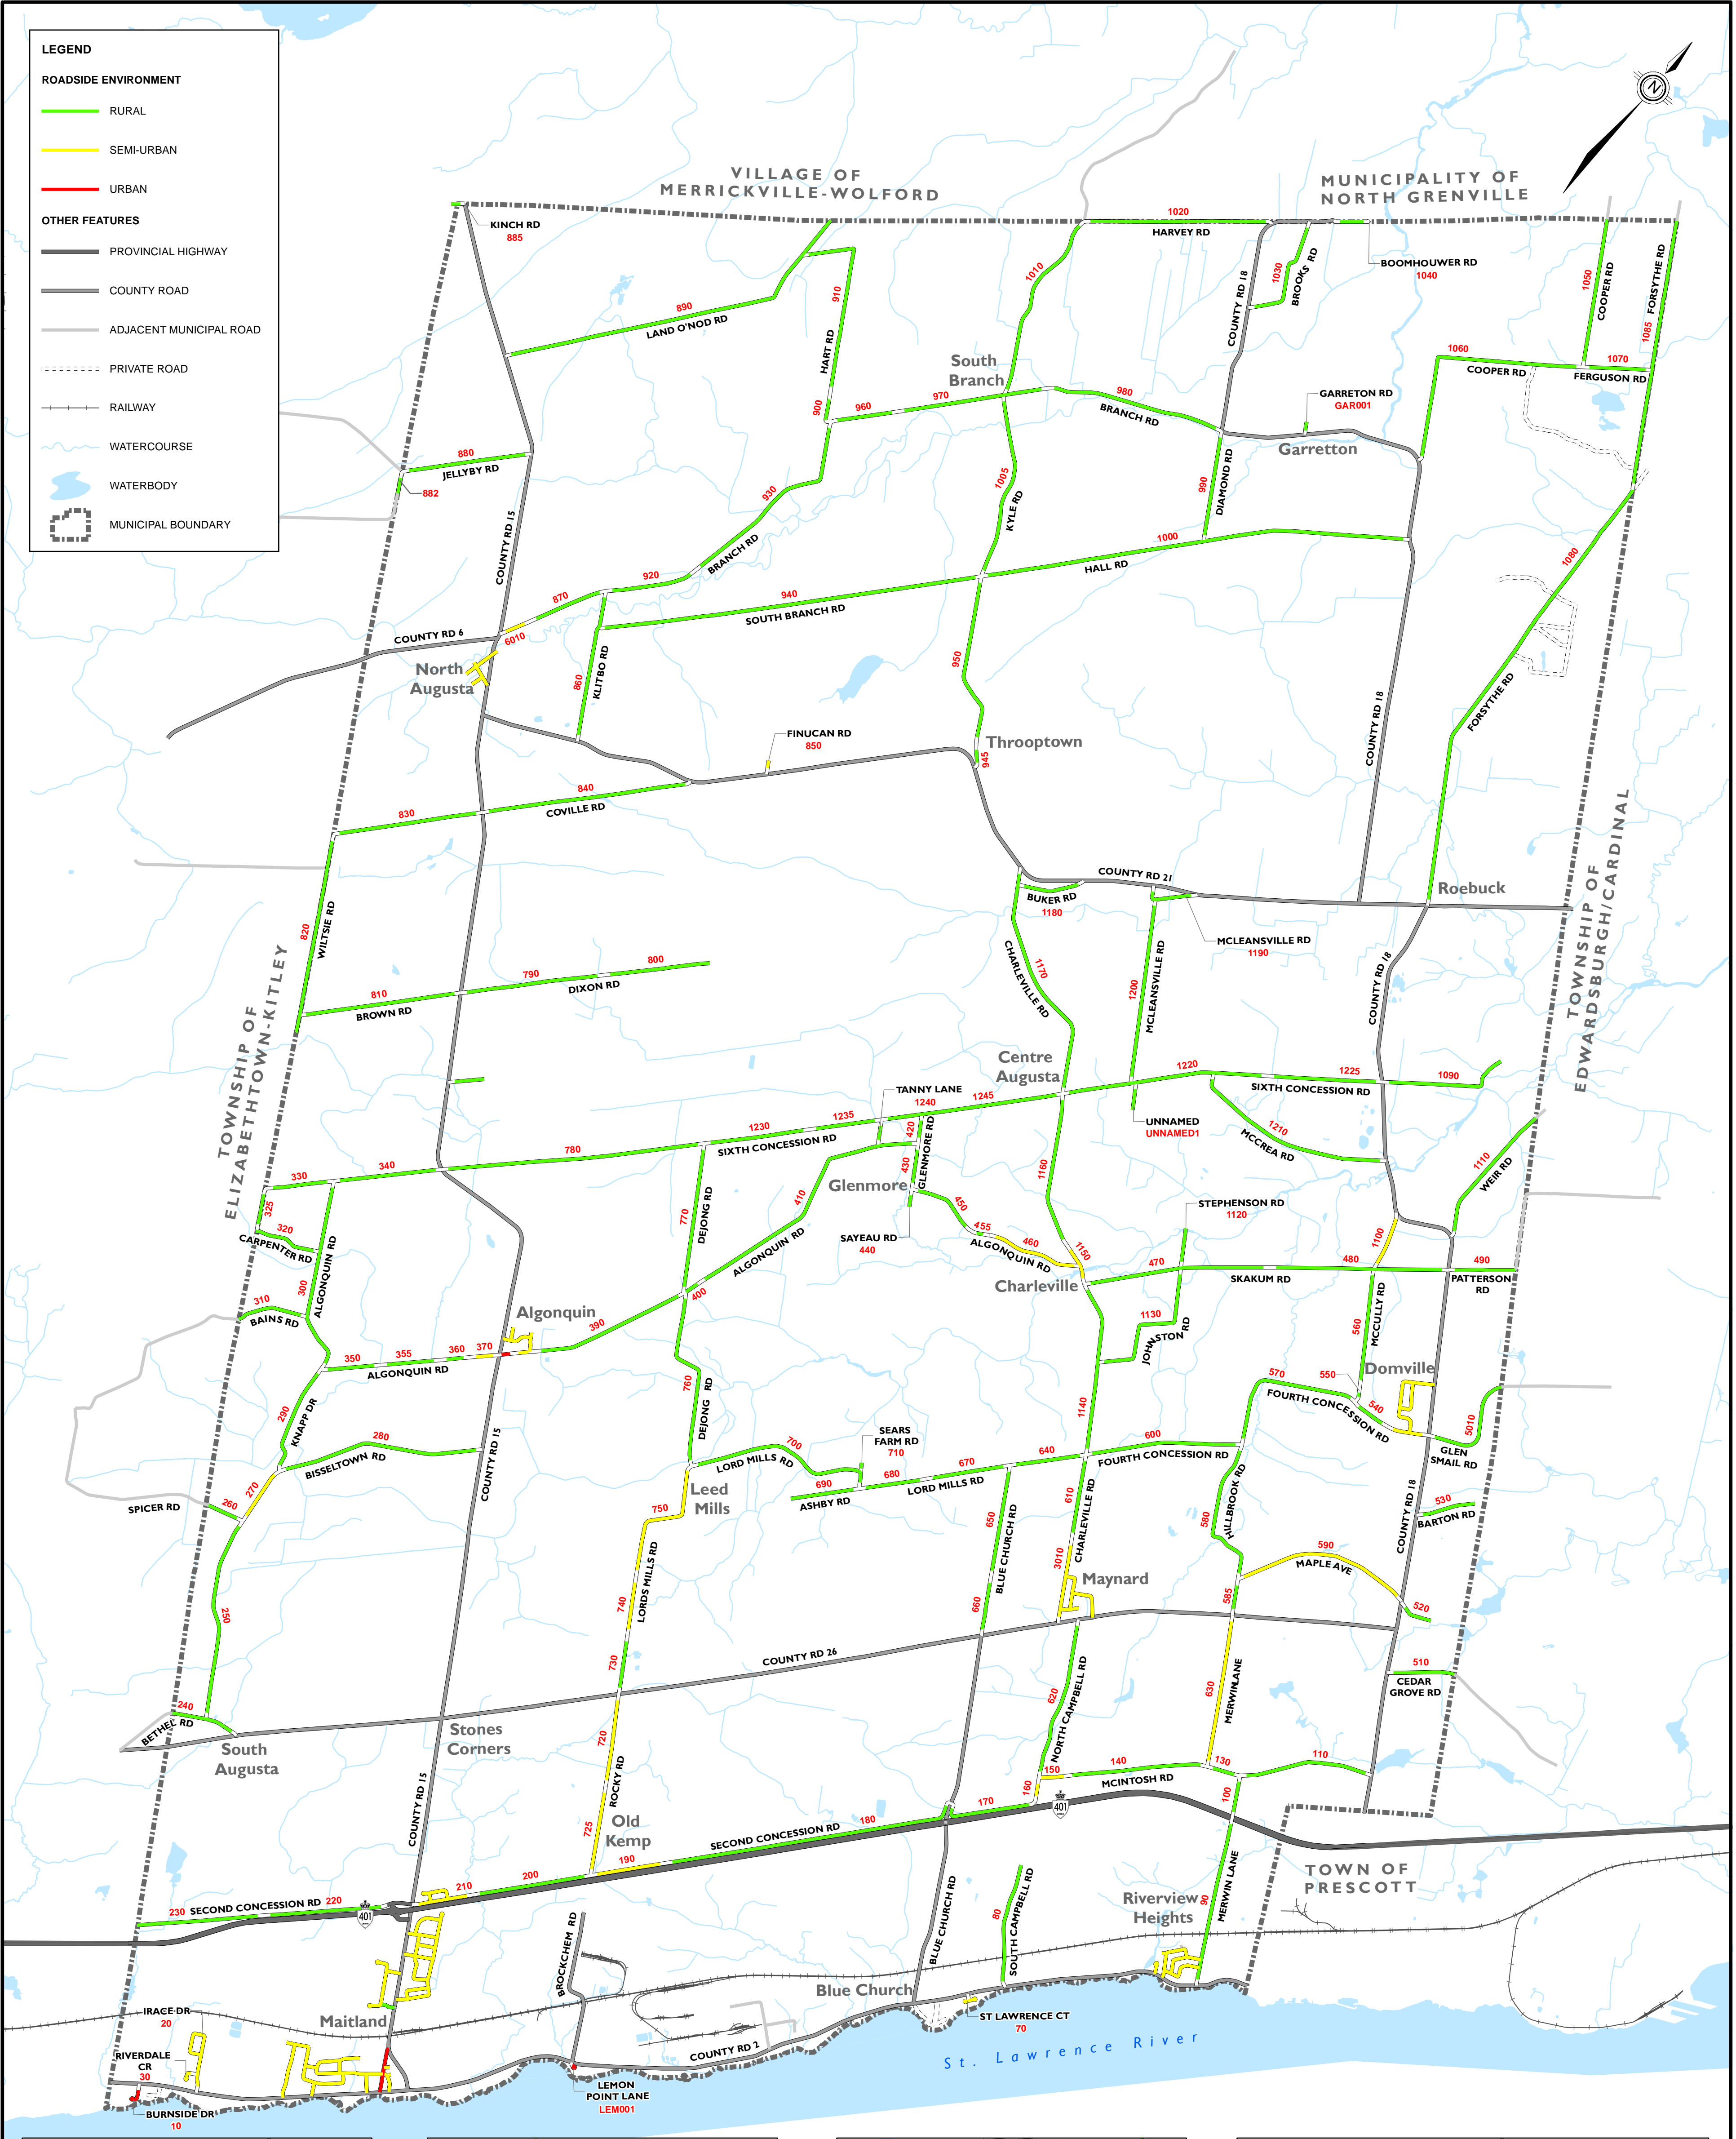 LEGEND
ROADSIDE ENVIRONMENT
RURAL
SEMI-URBAN
URBAN
OTHER FEATURES
PROVINCIAL HIGHWAY
COUNTY ROAD
ADJACENT MUNICIPAL ROAD
PRIVATE ROAD
RAILWAY
WATERCOURSE
WATERBODY
MUNICIPAL BOUNDARY
N
VILLAGE OF
MERRICKVILLE-WOLFORD
MUNICIPALITY OF
NORTH GRENVILLE
KINCH RD
885
1020
HARVEY RD
BOOMHOUWER RD
1040
1010
1030
BROOKS RD
COUNTY RD 18
1050
COOPER RD
FORSYTHE RD
1085
890
LAND O'NOD RD
910
HART RD
900
South
Branch
1060
COOPER RD
1070
FERGUSON RD
960
970
980
BRANCH RD
GARRETON RD
GAR001
Garretton
880
JELLYBY RD
882
COUNTY RD 15
930
BRANCH RD
1005
KYLE RD
990
DIAMOND RD
1000
HALL RD
1080
920
870
940
SOUTH BRANCH RD
COUNTY RD 6
6010
North
Augusta
860
KLITBO RD
950
FORSYTHE RD
COUNTY RD 18
FINUCAN RD
850
Throoptown
945
840
COVILLE RD
830
TOWNSHIP OF
EDWARDSBURGH/CARDINAL
COUNTY RD 21
Roebuck
BUKER RD
1180
820
WILTSIE RD
MCLEANSVILLE RD
1190
CHARLEVILLE RD
1170
MCLEANSVILLE RD
1200
COUNTY RD 18
800
790
DIXON RD
810
BROWN RD
TOWNSHIP OF
ELIZABETHTOWN-KITLEY
Centre
Augusta
1220
1225
SIXTH CONCESSION RD
1090
TANNY LANE
1240
1245
1235
1230
SIXTH CONCESSION RD
UNNAMED
UNNAMED1
1210
MCCREA RD
780
420
430
GLENMORE RD
340
330
1160
1110
WEIR RD
Glenmore
325
320
CARPENTER RD
410
ALGONQUIN RD
770
DEJONG RD
450
455
460
ALGONQUIN RD
STEPHENSON RD
1120
SAYEAU RD
440
1150
1100
470
SKAKUM RD
480
490
PATTERSON
RD
300
ALGONQUIN RD
Charleville
310
BAINS RD
Algonquin
400
390
1130
JOHNSTON RD
560
MCCULLY RD
350
355
360
370
ALGONQUIN RD
Domville
550
570
FOURTH CONCESSION RD
540
760
DEJONG RD
290
KNAPP DR
1140
5010
GLEN
SMAIL RD
280
BISSELTOWN RD
COUNTY RD 15
SEARS
FARM RD
710
700
LORD MILLS RD
640
600
FOURTH CONCESSION RD
670
680
LORD MILLS RD
690
ASHBY RD
270
260
SPICER RD
Leed
Mills
750
650
BLUE CHURCH RD
610
CHARLEVILLE RD
HILLBROOK RD
580
530
BARTON RD
COUNTY RD 18
3010
Maynard
590
MAPLE AVE
740
LORDS MILLS RD
585
520
250
660
COUNTY RD 26
730
620
NORTH CAMPBELL RD
630
MERWIN LANE
510
CEDAR
GROVE RD
240
BETHEL RD
South
Augusta
Stones
Corners
720
ROCKY RD
140
150
MCINTOSH RD
130
110
160
100
COUNTY RD 15
170
401
Old
Kemp
725
180
SECOND CONCESSION RD
190
200
210
TOWN OF
PRESCOTT
230
SECOND CONCESSION RD
220
401
Riverview
Heights
90
MERWIN LANE
80
SOUTH CAMPBELL RD
BLUE CHURCH RD
BROCKCHEM RD
Blue Church
IRACE DR
20
Maitland
ST LAWRENCE CT
70
COUNTY RD 2
St. Lawrence River
RIVERDALE
CR
30
BURNSIDE DR
10
LEMON
POINT LANE
LEM001